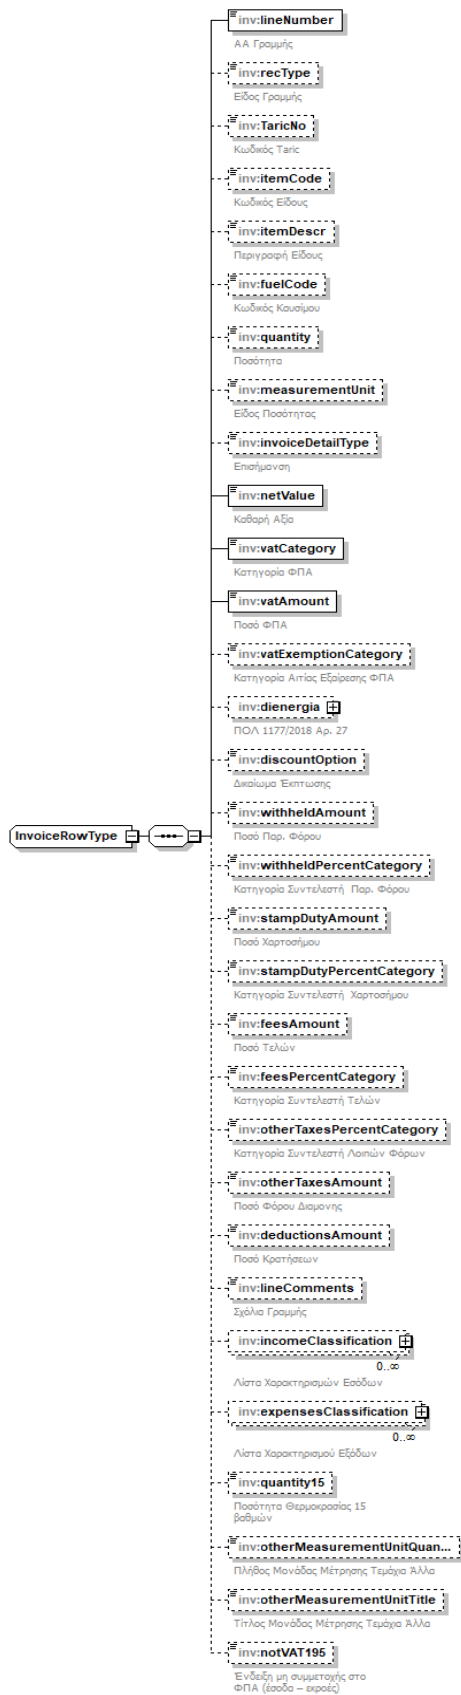 inv:lineNumber
ΑΑ Γραμμής
inv:recType
Είδος Γραμμής
inv:TaricNo
Κωδικός Taric
inv:itemCode
Κωδικός Είδους
inv:itemDescr
Περιγραφή Είδους
inv:fuelCode
Κωδικός Καυσίμου
inv:quantity
Ποσότητα
inv:measurementUnit
Είδος Ποσότητας
inv:invoiceDetailType
Επισήμανση
inv:netValue
Καθαρή Αξία
inv:vatCategory
Κατηγορία ΦΠΑ
inv:vatAmount
Ποσό ΦΠΑ
inv:vatExemptionCategory
Κατηγορία Αιτίας Εξαίρεσης ΦΠΑ
inv:dienergia
ΠΟΛ 1177/2018 Αρ. 27
inv:discountOption
Δικαίωμα Έκπτωσης
inv:withheldAmount
Ποσό Παρ. Φόρου
InvoiceRowType
inv:withheldPercentCategory
Κατηγορία Συντελεστή Παρ. Φόρου
inv:stampDutyAmount
Ποσό Χαρτοσήμου
inv:stampDutyPercentCategory
Κατηγορία Συντελεστή Χαρτοσήμου
inv:feesAmount
Ποσό Τελών
inv:feesPercentCategory
Κατηγορία Συντελεστή Τελών
inv:otherTaxesPercentCategory
Κατηγορία Συντελεστή Λοιπών Φόρων
inv:otherTaxesAmount
Ποσό Φόρου Διαμονης
inv:deductionsAmount
Ποσό Κρατήσεων
inv:lineComments
Σχόλια Γραμμής
inv:incomeClassification
0..∞
Λίστα Χαρακτηρισμών Εσόδων
inv:expensesClassification
0..∞
Λίστα Χαρακτηρισμού Εξόδων
inv:quantity15
Ποσότητα Θερμοκρασίας 15
βαθμών
inv:otherMeasurementUnitQuan...
Πλήθος Μονάδας Μέτρησης Τεμάχια Άλλα
inv:otherMeasurementUnitTitle
Τίτλος Μονάδας Μέτρησης Τεμάχια Άλλα
inv:notVAT195
Ένδειξη μη συμμετοχής στο
ΦΠΑ (έσοδα – εκροές)